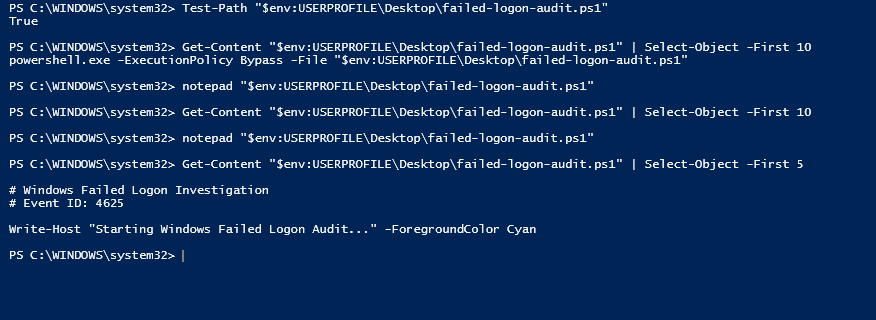 PS C:\WINDOWS\system32> Test-Path "$env:USERPROFILE\Desktop\failed-logon-audit.ps1"
True
PS C:\WINDOWS\system32> Get-Content "$env:USERPROFILE\Desktop\failed-logon-audit.ps1" | Select-Object -First 10
powershell.exe -ExecutionPolicy Bypass -File "$env:USERPROFILE\Desktop\failed-logon-audit.ps1"
PS C:\WINDOWS\system32> notepad "$env:USERPROFILE\Desktop\failed-logon-audit.ps1"
PS C:\WINDOWS\system32> Get-Content "$env:USERPROFILE\Desktop\failed-logon-audit.ps1" | Select-Object -First 10
PS C:\WINDOWS\system32> notepad "$env:USERPROFILE\Desktop\failed-logon-audit.ps1"
PS C:\WINDOWS\system32> Get-Content "$env:USERPROFILE\Desktop\failed-logon-audit.ps1" | Select-Object -First 5
# Windows Failed Logon Investigation
# Event ID: 4625
Write-Host "Starting Windows Failed Logon Audit..." -ForegroundColor Cyan
PS C:\WINDOWS\system32>